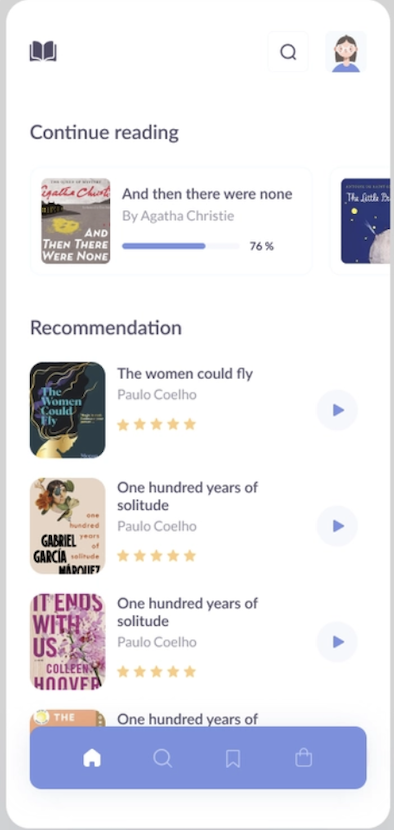 Continue reading
Agatha Christi
AND
THEN THERE
WERE NONE
And then there were none
By Agatha Christie
76 %
The Little Pr
Recommendation
The
Women
Could
Fly
The women could fly
Paulo Coelho
one
hundred
years
of
solitude
GABRIEL
GARCÍA
MÁRQUEZ
One hundred years of
solitude
Paulo Coelho
IT ENDS
WITH
US
COLLEEN
HOOVER
One hundred years of
solitude
Paulo Coelho
THE
One hundred years of